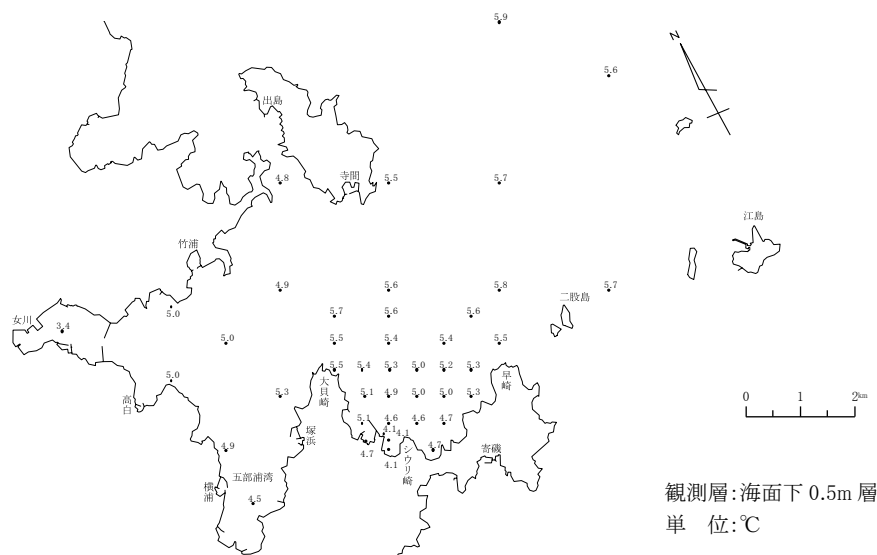 5.9
N
5.6
出島
寺間
4.8
5.5
5.7
江島
竹浦
4.9
5.6
5.8
5.7
二股島
女川
5.0
5.7
5.6
5.6
3.4
5.0
5.5
5.4
5.4
5.5
5.5
5.4
5.3
5.0
5.2
5.3
早崎
大貝崎
5.0
5.3
5.1
4.9
5.0
5.0
5.3
高白
0
1
2km
5.1
4.6
4.6
4.7
塚浜
4.1
4.1
4.7
4.1
4.7
シウリ崎
寄磯
4.9
五部浦湾
横浦
4.5
観測層:海面下 0.5m 層
単 位:℃